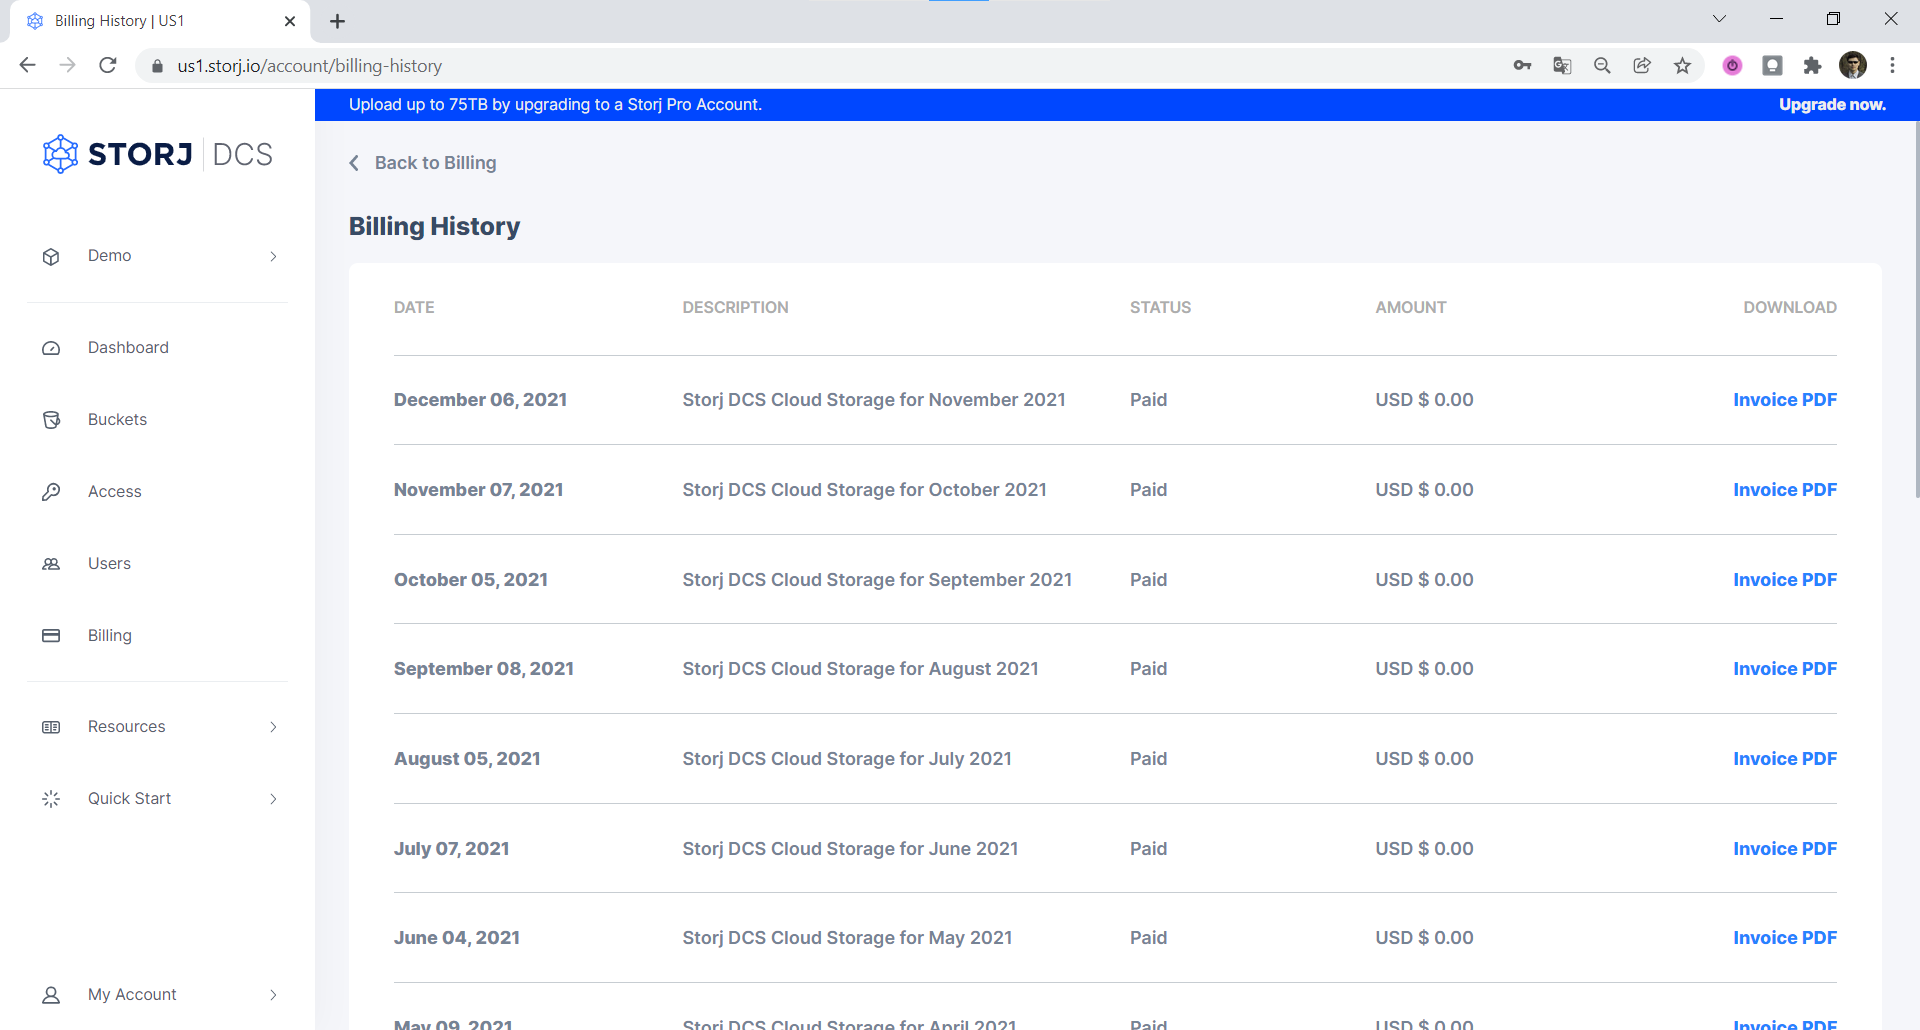 Billing History | US1
us1.storj.io/account/billing-history
Upload up to 75TB by upgrading to a Storj Pro Account.
Upgrade now.
STORJ DCS
Demo
Dashboard
Buckets
Access
Users
Billing
Resources
Quick Start
My Account
Back to Billing
Billing History
DATE DESCRIPTION STATUS AMOUNT DOWNLOAD
December 06, 2021 Storj DCS Cloud Storage for November 2021 Paid USD $ 0.00 Invoice PDF
November 07, 2021 Storj DCS Cloud Storage for October 2021 Paid USD $ 0.00 Invoice PDF
October 05, 2021 Storj DCS Cloud Storage for September 2021 Paid USD $ 0.00 Invoice PDF
September 08, 2021 Storj DCS Cloud Storage for August 2021 Paid USD $ 0.00 Invoice PDF
August 05, 2021 Storj DCS Cloud Storage for July 2021 Paid USD $ 0.00 Invoice PDF
July 07, 2021 Storj DCS Cloud Storage for June 2021 Paid USD $ 0.00 Invoice PDF
June 04, 2021 Storj DCS Cloud Storage for May 2021 Paid USD $ 0.00 Invoice PDF
May 09, 2021 Storj DCS Cloud Storage for April 2021 Paid USD $ 0.00 Invoice PDF